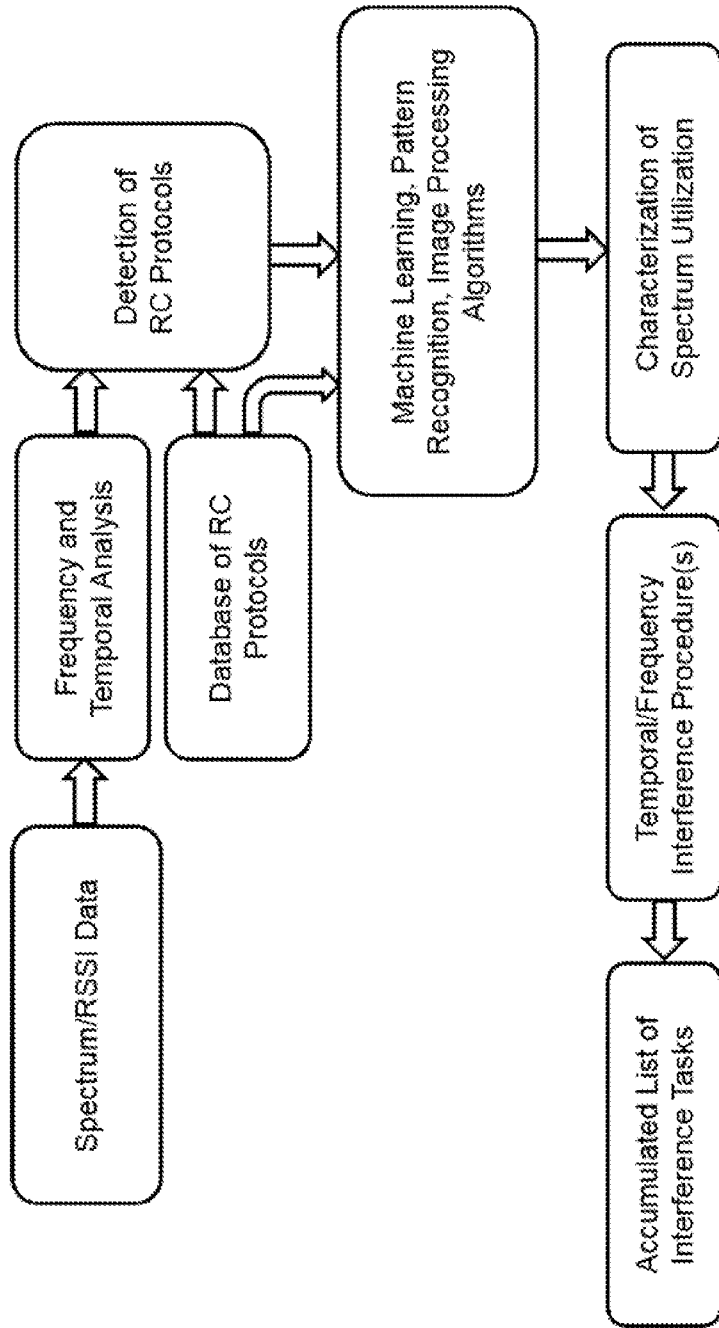 Spectrum/RSSI Data
Frequency and
Temporal Analysis
Database of RC
Protocols
Detection of
RC Protocols
Machine Learning, Pattern
Recognition, Image Processing
Algorithms
Characterization of
Spectrum Utilization
Temporal/Frequency
Interference Procedure(s)
Accumulated List of
Interference Tasks